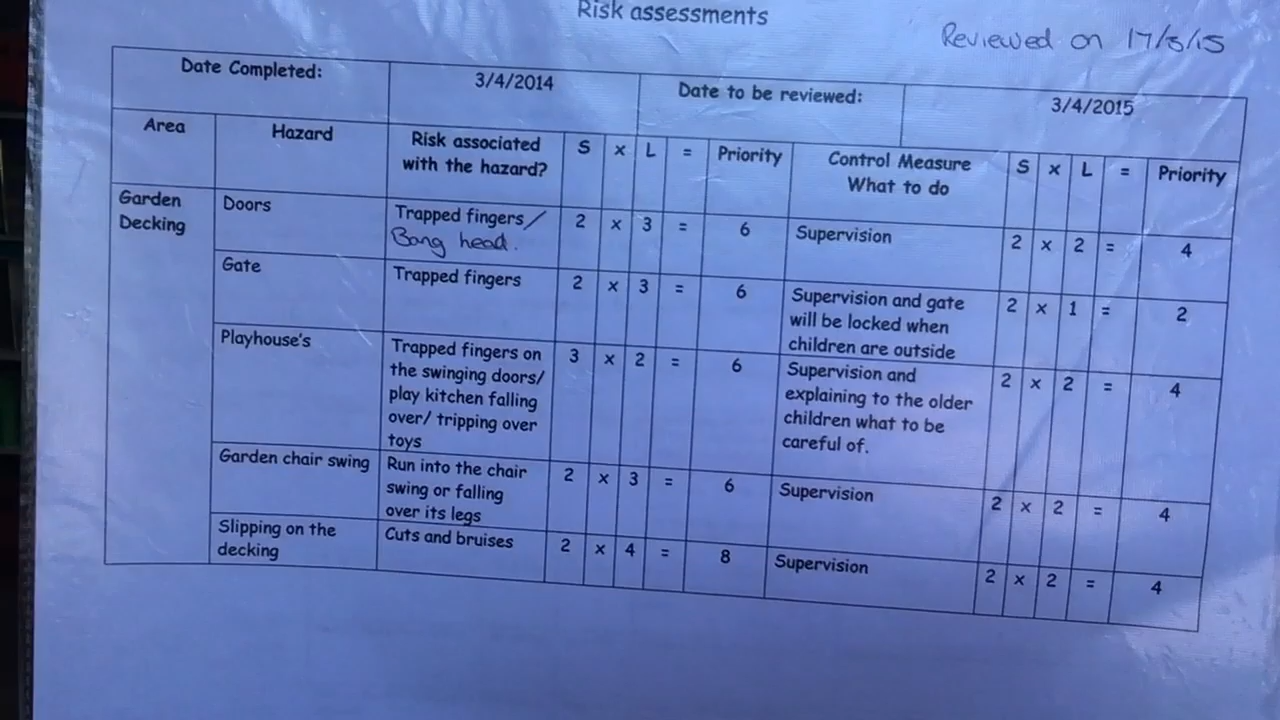 Risk assessments
Reviewed on 17/5/15
Date Completed: 3/4/2014 Date to be reviewed: 3/4/2015
Area Hazard Risk associated with the hazard? S x L = Priority Control Measure What to do S x L = Priority
Garden Decking
Doors Trapped fingers/ Bang head. 2 x 3 = 6 Supervision 2 x 2 = 4
Gate Trapped fingers 2 x 3 = 6 Supervision and gate will be locked when children are outside 2 x 1 = 2
Playhouse's Trapped fingers on the swinging doors/ play kitchen falling over/ tripping over toys 3 x 2 = 6 Supervision and explaining to the older children what to be careful of. 2 x 2 = 4
Garden chair swing Run into the chair swing or falling over its legs 2 x 3 = 6 Supervision 2 x 2 = 4
Slipping on the decking Cuts and bruises 2 x 4 = 8 Supervision 2 x 2 = 4